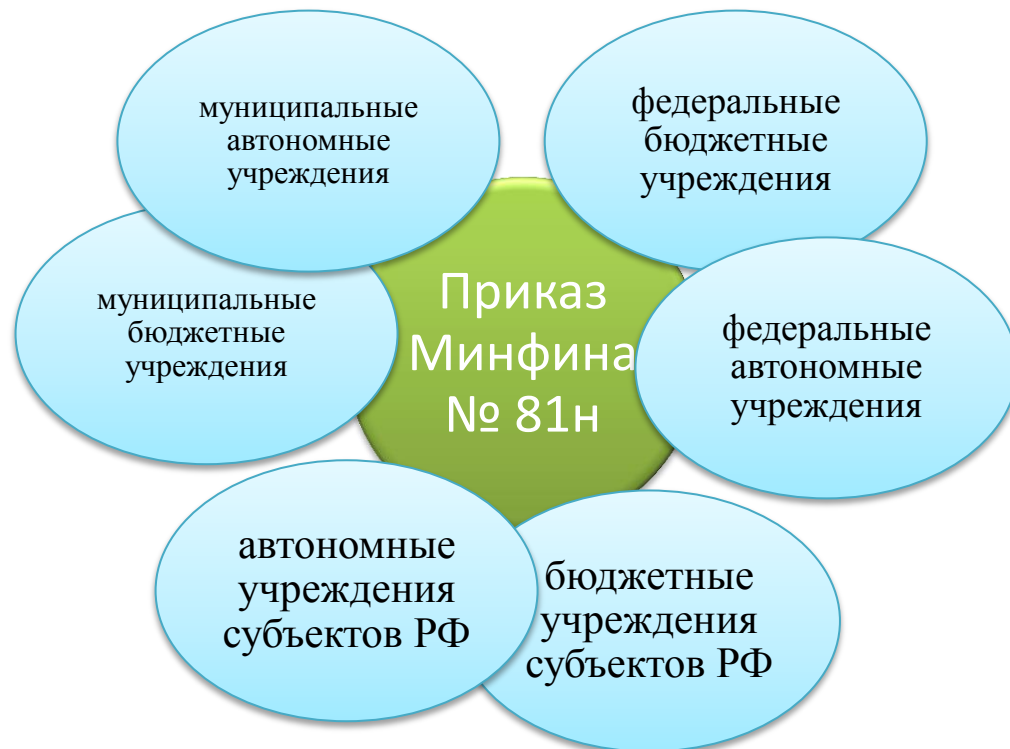 муниципальные
автономные
учреждения
федеральные
бюджетные
учреждения
муниципальные
бюджетные
учреждения
Приказ
Минфина
№ 81н
федеральные
автономные
учреждения
автономные
учреждения
субъектов РФ
бюджетные
учреждения
субъектов РФ